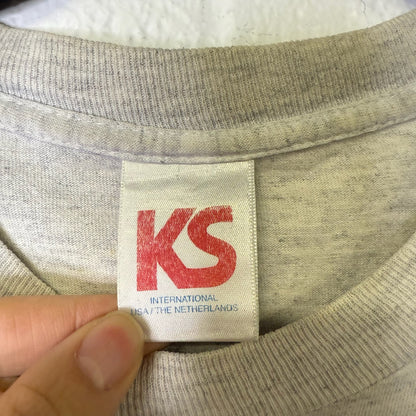 KS
INTERNATIONAL
USA / THE NETHERLANDS